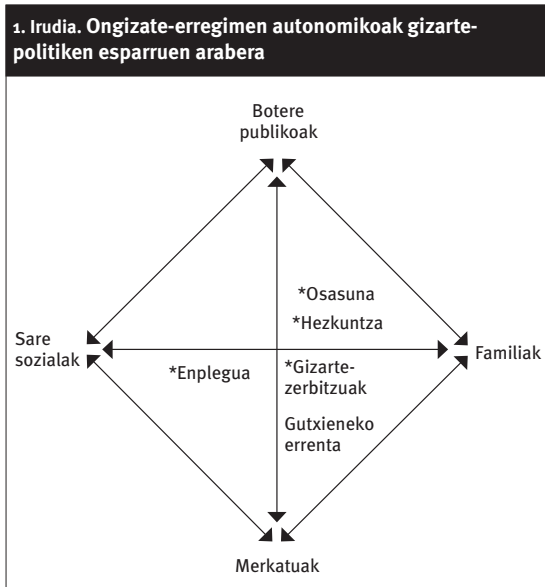 1. Irudia. Ongizate-erregimen autonomikoak gizarte-
politiken esparruen arabera
Botere
publikoak
*Osasuna
*Hezkuntza
Sare
sozialak
Familiak
*Enplegua
*Gizarte-
zerbitzuak
Gutxieneko
errenta
Merkatuak